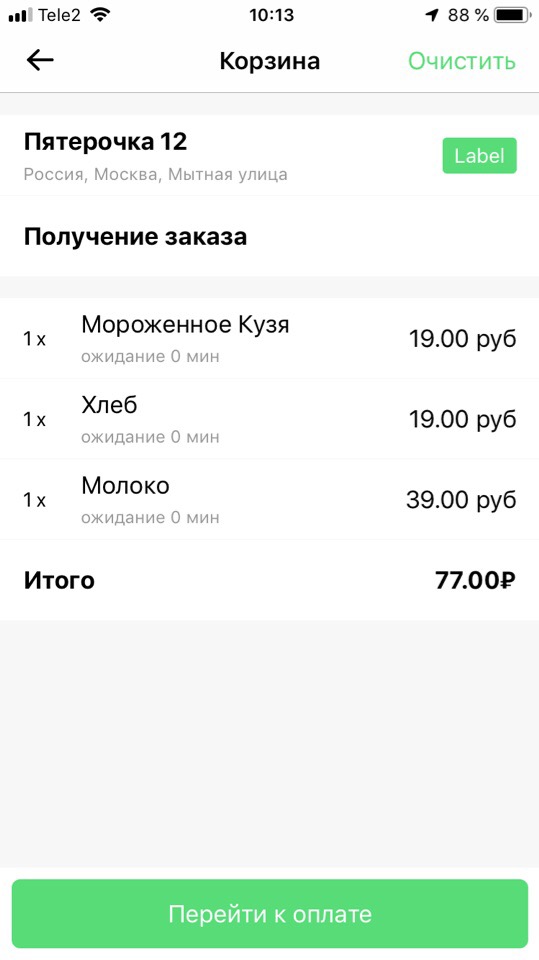 Tele2 10:13 88 %
Корзина Очистить
Пятерочка 12
Label
Россия, Москва, Мытная улица
Получение заказа
1 x Мороженное Кузя 19.00 руб
ожидание 0 мин
1 x Хлеб 19.00 руб
ожидание 0 мин
1 x Молоко 39.00 руб
ожидание 0 мин
Итого 77.00₽
Перейти к оплате